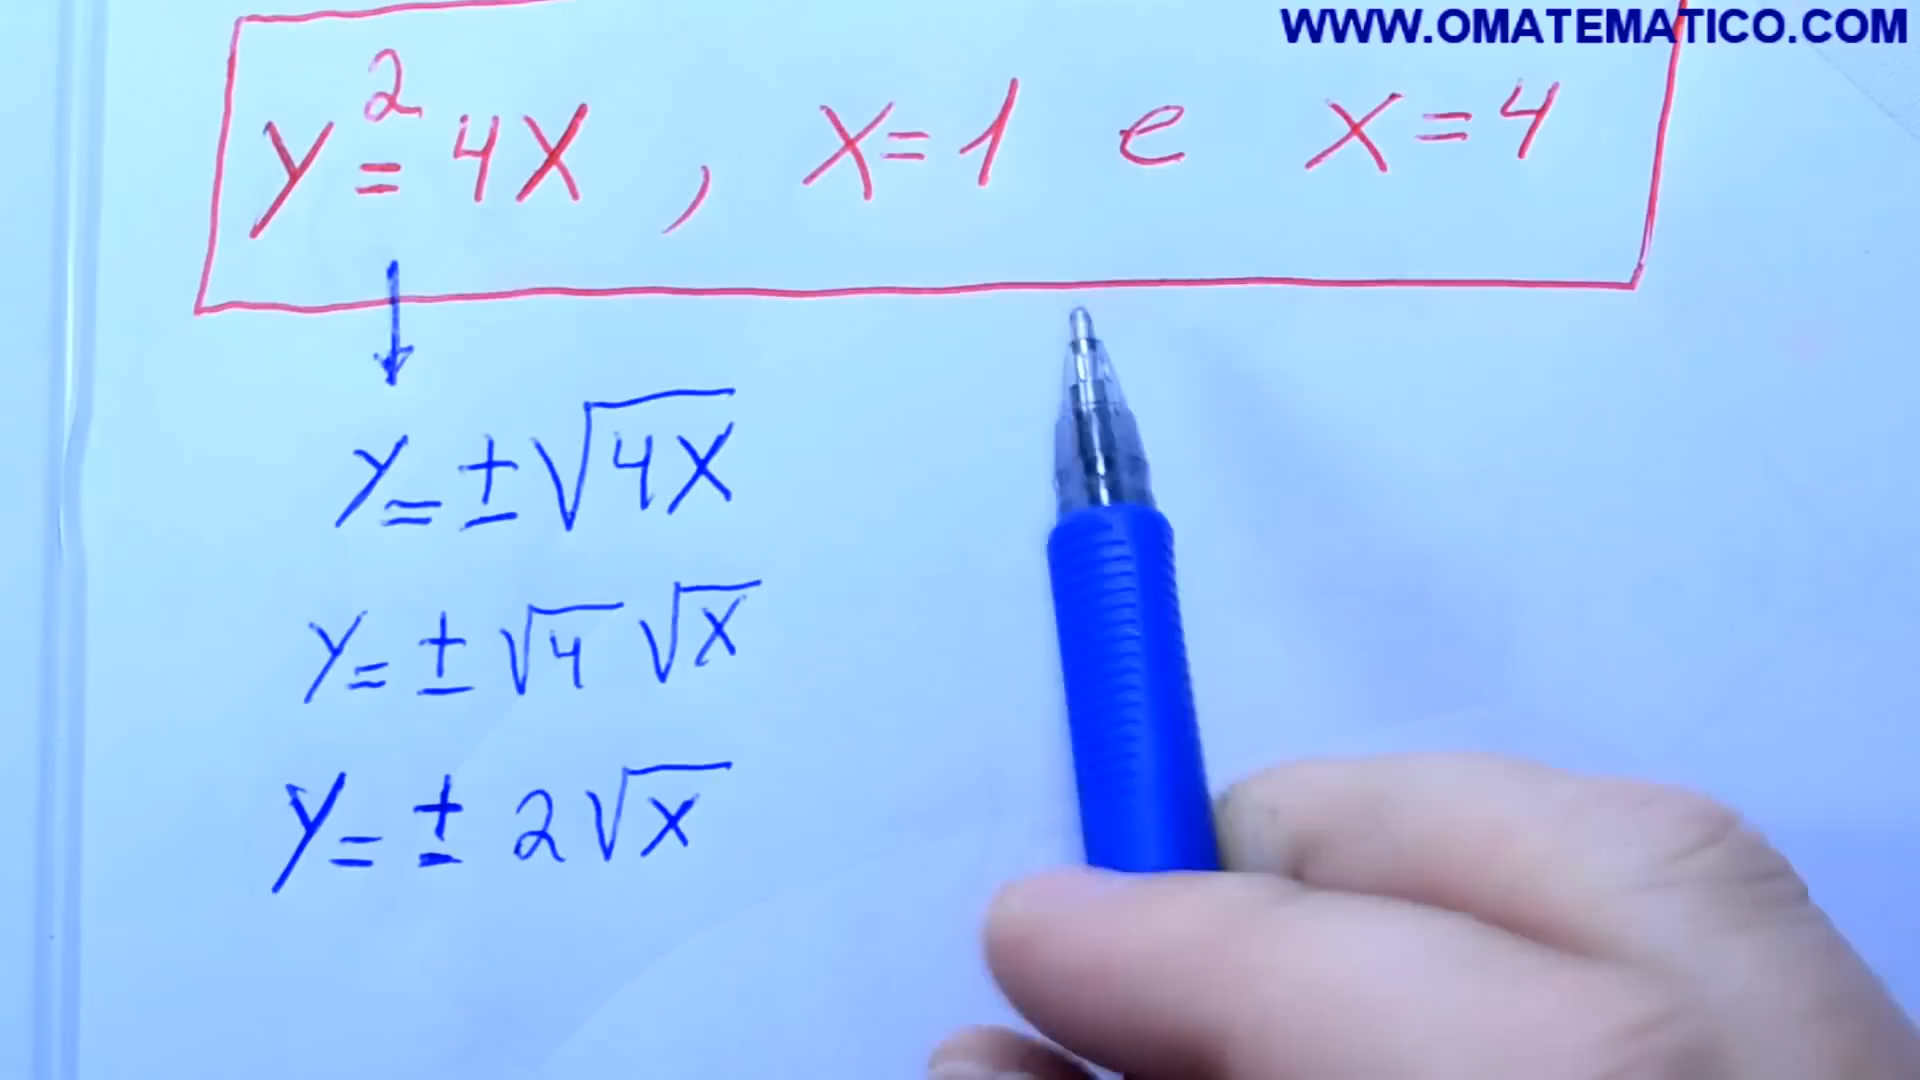 WWW.OMATEMATICO.COM
y² = 4x , x = 1 e x = 4
y = ± √4x
y = ± √4 √x
y = ± 2 √x